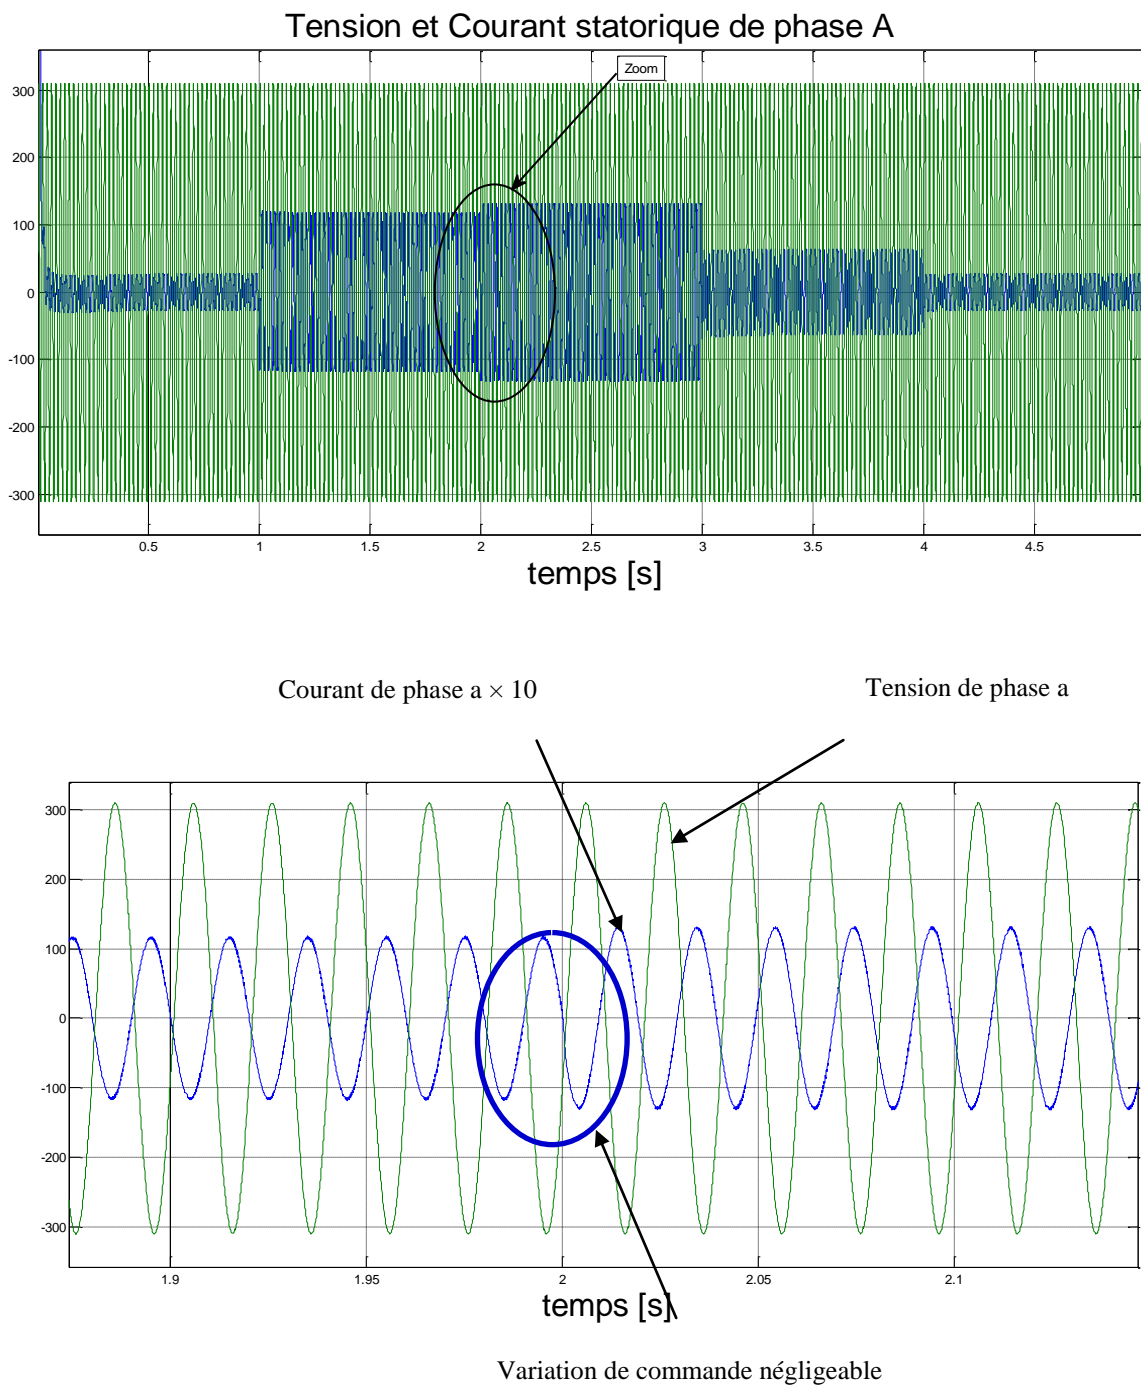 Tension et Courant statorique de phase A
Zoom
300
200
100
0
-100
-200
-300
0.5 1 1.5 2 2.5 3 3.5 4 4.5
temps [s]
Courant de phase a × 10
Tension de phase a
300
200
100
0
-100
-200
-300
1.9 1.95 2 2.05 2.1
temps [s]
Variation de commande négligeable